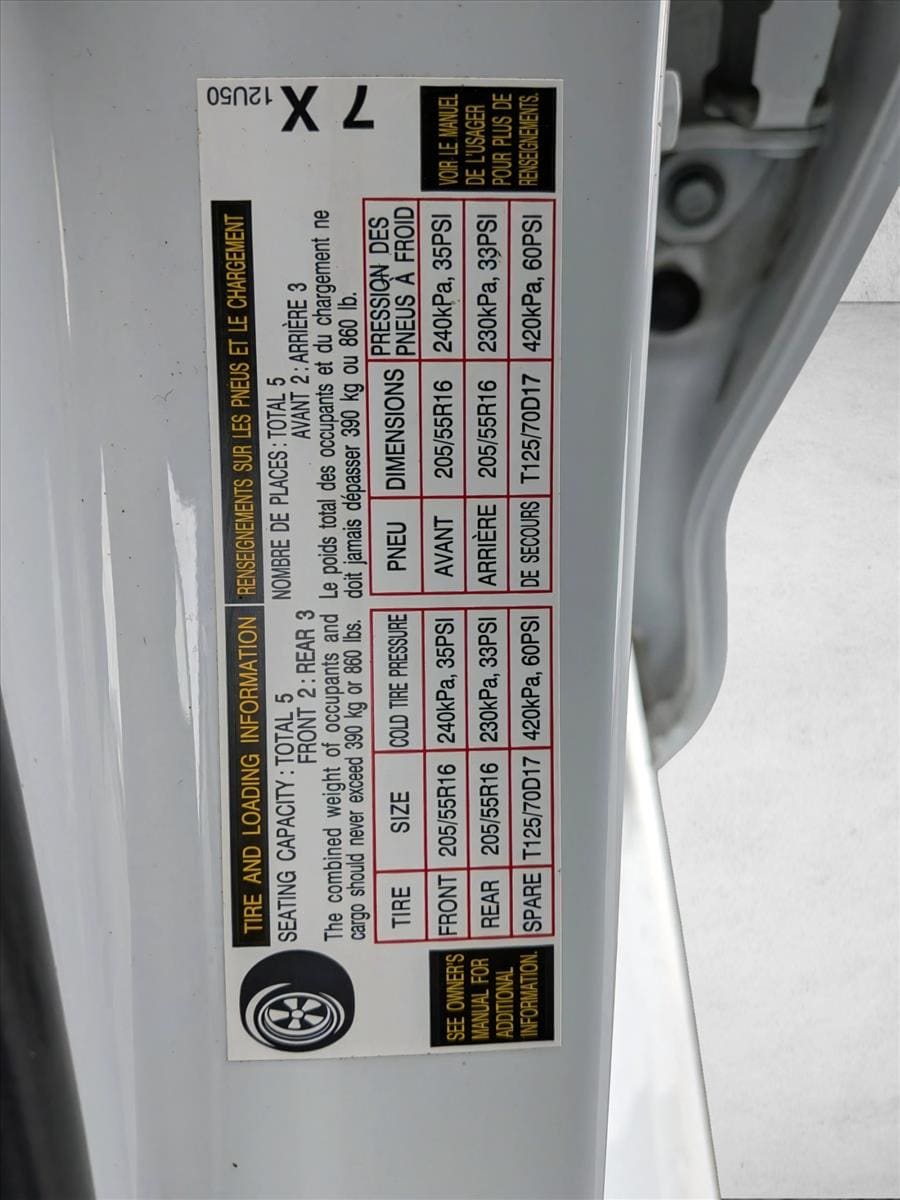 TIRE AND LOADING INFORMATION
SEATING CAPACITY: TOTAL 5
FRONT 2: REAR 3
The combined weight of occupants and
cargo should never exceed 390 kg or 860 lbs.
TIRE SIZE COLD TIRE PRESSURE
FRONT 205/55R16 240kPa, 35PSI
REAR 205/55R16 230kPa, 33PSI
SPARE T125/70D17 420kPa, 60PSI
SEE OWNER'S
MANUAL FOR
ADDITIONAL
INFORMATION.
RENSEIGNEMENTS SUR LES PNEUS ET LE CHARGEMENT
NOMBRE DE PLACES: TOTAL 5
AVANT 2: ARRIÈRE 3
Le poids total des occupants et du chargement ne
doit jamais dépasser 390 kg ou 860 lb.
PNEU DIMENSIONS PRESSION DES
PNEUS À FROID
AVANT 205/55R16 240kPa, 35PSI
ARRIÈRE 205/55R16 230kPa, 33PSI
DE SECOURS T125/70D17 420kPa, 60PSI
12U50
7 X
VOIR LE MANUEL
DE L'USAGER
POUR PLUS DE
RENSEIGNEMENTS.